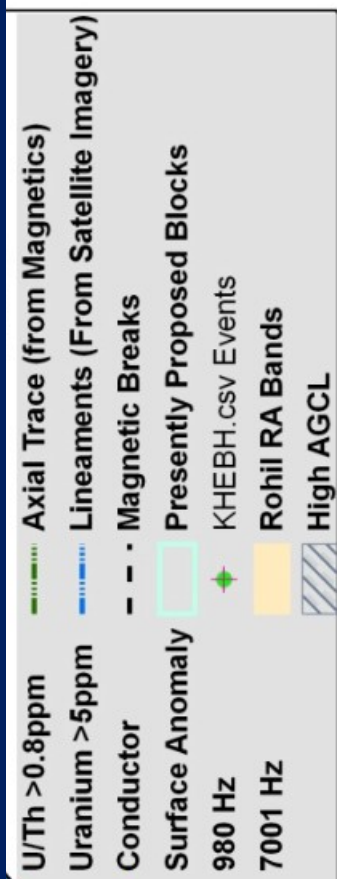 U/Th >0.8ppm Axial Trace (from Magnetics)
Uranium >5ppm Lineaments (From Satellite Imagery)
Conductor Magnetic Breaks
Surface Anomaly Presently Proposed Blocks
980 Hz KHEBH.csv Events
7001 Hz Rohil RA Bands
High AGCL